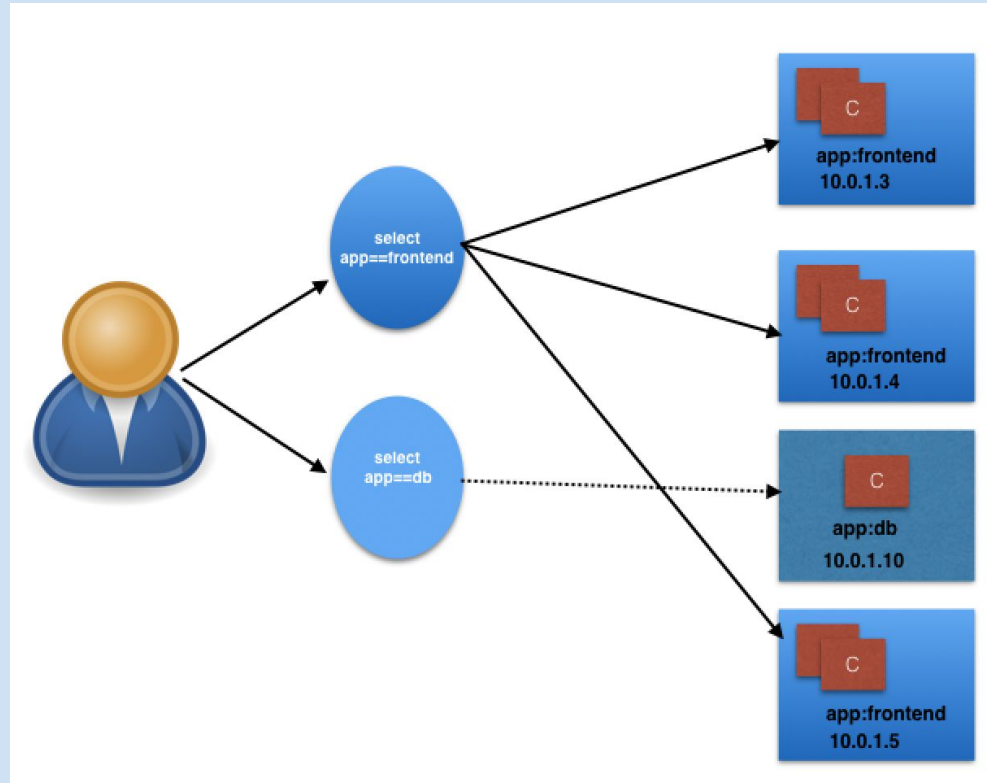 select
app==frontend
select
app==db
C
app:frontend
10.0.1.3
C
app:frontend
10.0.1.4
C
app:db
10.0.1.10
C
app:frontend
10.0.1.5